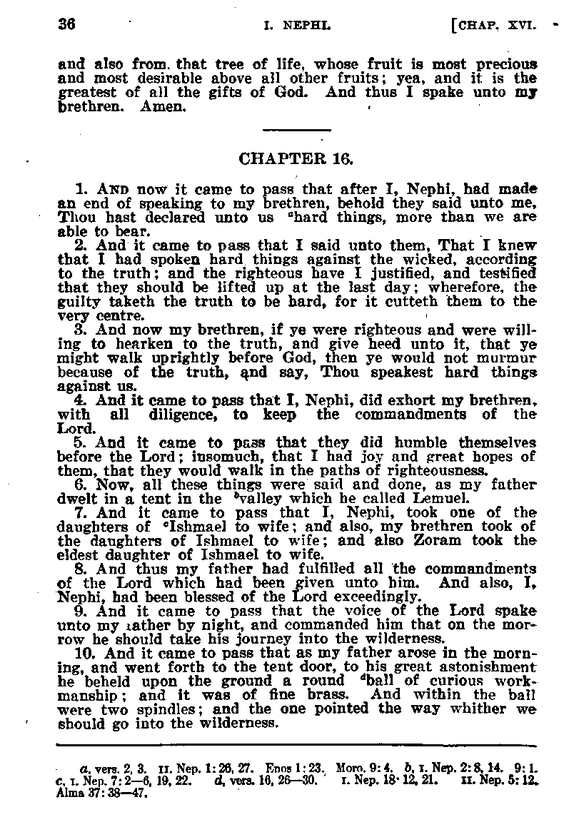 36 I. NEPHI. [CHAP. XVI.
and also from that tree of life, whose fruit is most precious
and most desirable above all other fruits; yea, and it is the
greatest of all the gifts of God. And thus I spake unto my
brethren. Amen.
CHAPTER 16.
1. AND now it came to pass that after I, Nephi, had made
an end of speaking to my brethren, behold they said unto me,
Thou hast declared unto us ᵃhard things, more than we are
able to bear.
2. And it came to pass that I said unto them, That I knew
that I had spoken hard things against the wicked, according
to the truth; and the righteous have I justified, and testified
that they should be lifted up at the last day; wherefore, the
guilty taketh the truth to be hard, for it cutteth them to the
very centre.
3. And now my brethren, if ye were righteous and were will-
ing to hearken to the truth, and give heed unto it, that ye
might walk uprightly before God, then ye would not murmur
because of the truth, and say, Thou speakest hard things
against us.
4. And it came to pass that I, Nephi, did exhort my brethren,
with all diligence, to keep the commandments of the
Lord.
5. And it came to pass that they did humble themselves
before the Lord; insomuch, that I had joy and great hopes of
them, that they would walk in the paths of righteousness.
6. Now, all these things were said and done, as my father
dwelt in a tent in the ᵇvalley which he called Lemuel.
7. And it came to pass that I, Nephi, took one of the
daughters of ᶜIshmael to wife; and also, my brethren took of
the daughters of Ishmael to wife; and also Zoram took the
eldest daughter of Ishmael to wife.
8. And thus my father had fulfilled all the commandments
of the Lord which had been given unto him. And also, I,
Nephi, had been blessed of the Lord exceedingly.
9. And it came to pass that the voice of the Lord spake
unto my father by night, and commanded him that on the mor-
row he should take his journey into the wilderness.
10. And it came to pass that as my father arose in the morn-
ing, and went forth to the tent door, to his great astonishment
he beheld upon the ground a round ᵈball of curious work-
manship; and it was of fine brass. And within the ball
were two spindles; and the one pointed the way whither we
should go into the wilderness.
a, vers. 2, 3. II. Nep. 1:26, 27. Enos 1:23. Moro. 9:4. b, I. Nep. 2:8, 14. 9:1.
c, I. Nep. 7:2—6, 19, 22. d, vers. 16, 26—30. I. Nep. 18:12, 21. II. Nep. 5:12.
Alma 37:38—47.